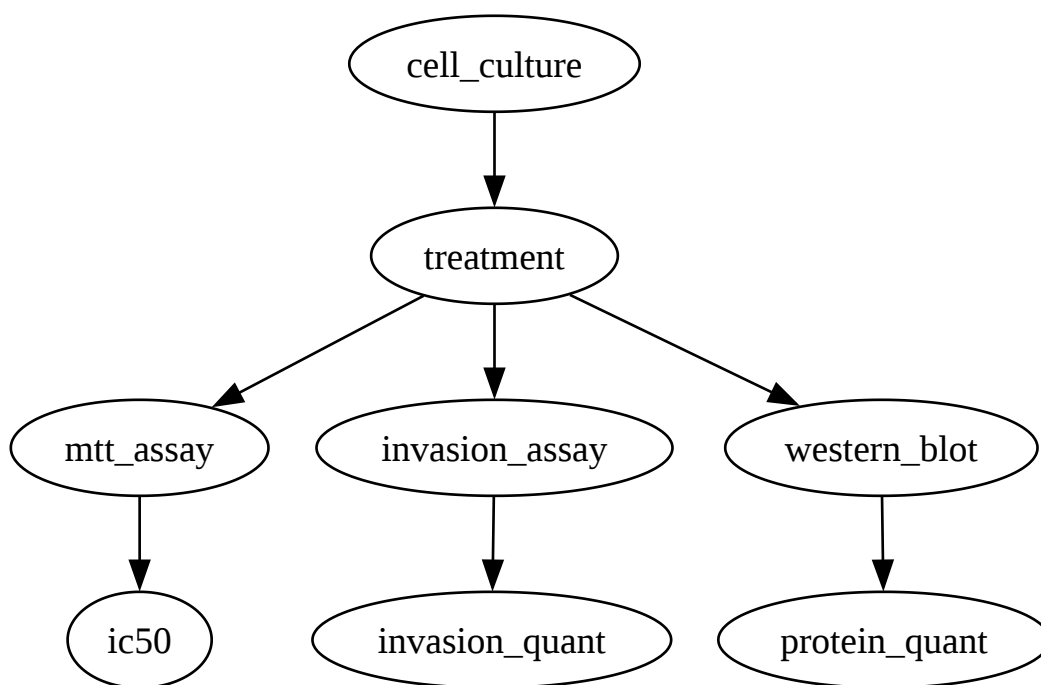 cell_culture
treatment
mtt_assay
invasion_assay
western_blot
ic50
invasion_quant
protein_quant